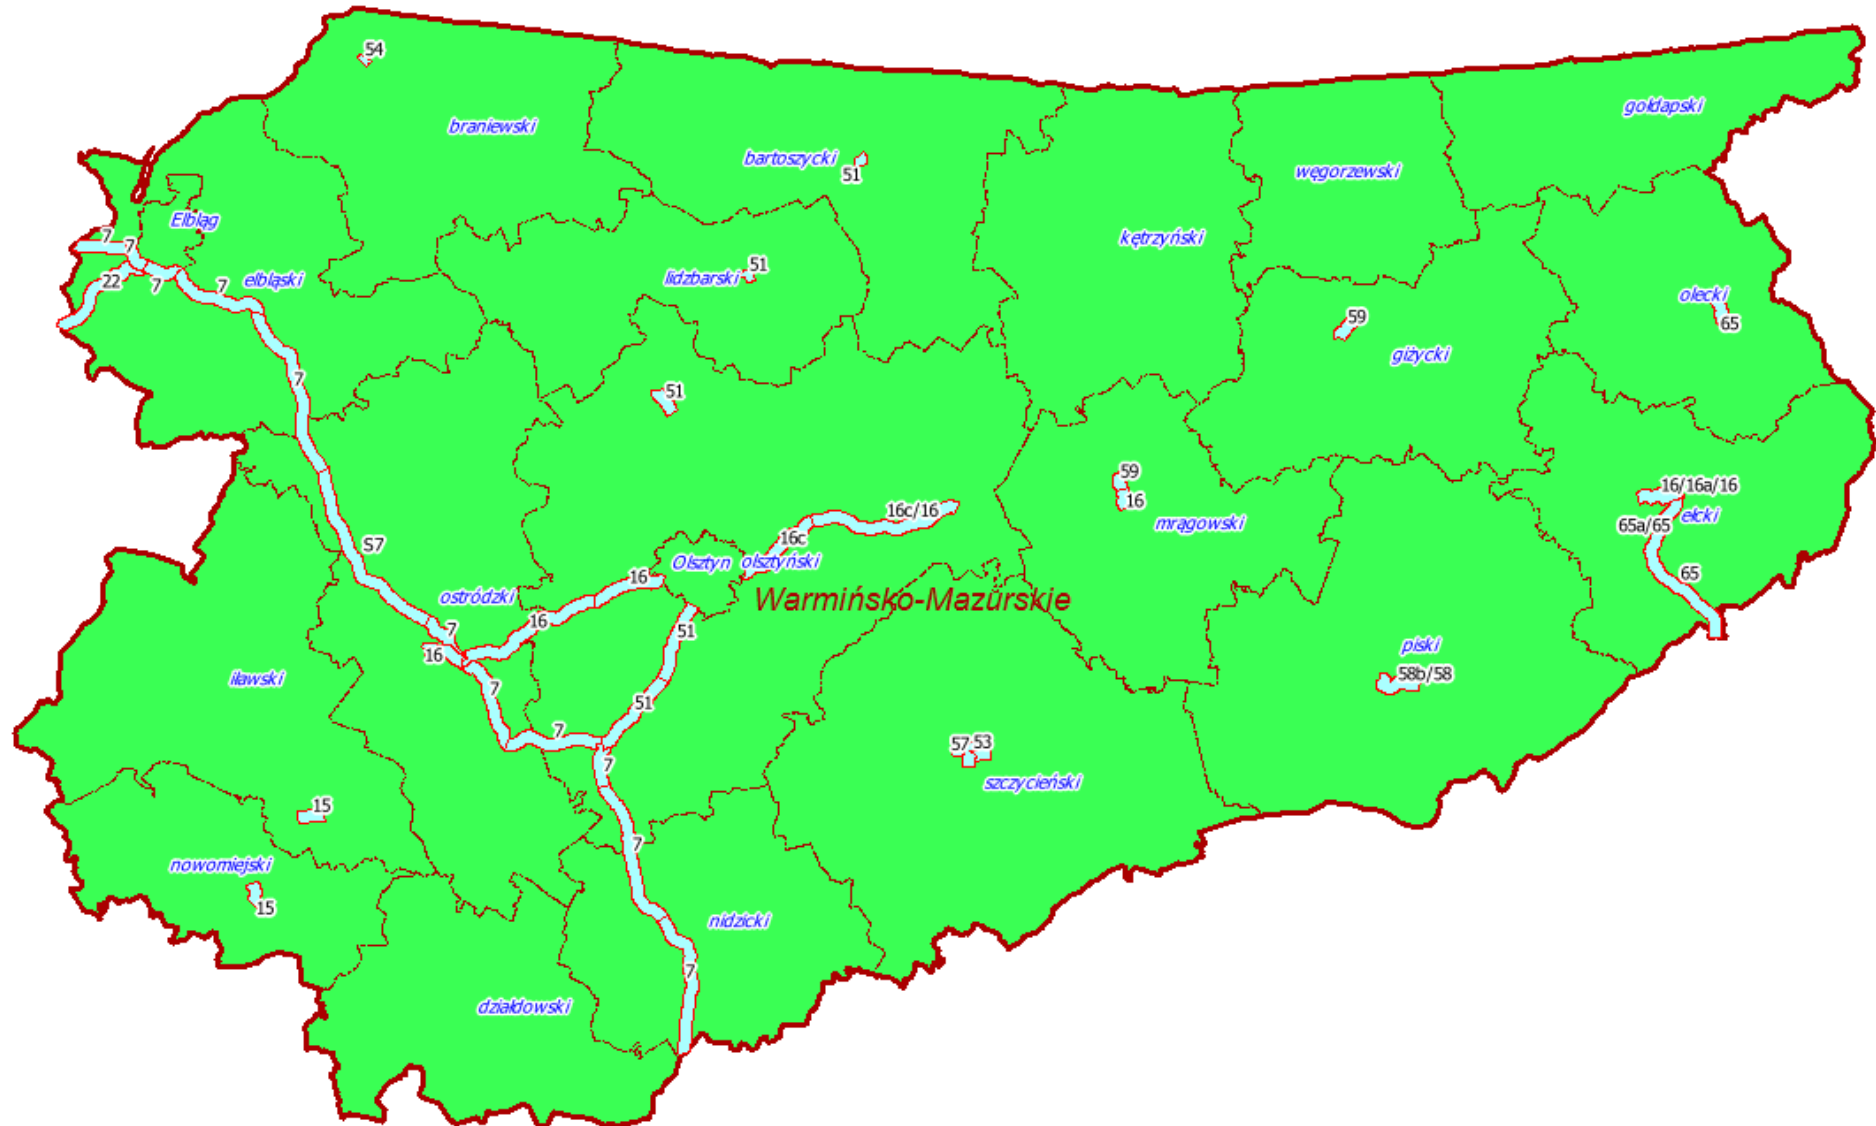 54
gołdapski
braniewski
bartoszycki
51
węgorzewski
Elbląg
7
7
kętrzyński
22
7
7
elbląski
lidzbarski
51
olecki
65
59
giżycki
7
51
59
16
mrągowski
16/16a/16
65a/65
ełcki
16c/16
16c
S7
Olsztyn
olsztyński
16
65
ostródzki
Warmińsko-Mazurskie
16
7
51
16
piski
iławski
58b/58
7
51
7
57
53
7
szczycieński
15
7
nowomiejski
15
nidzicki
7
działdowski